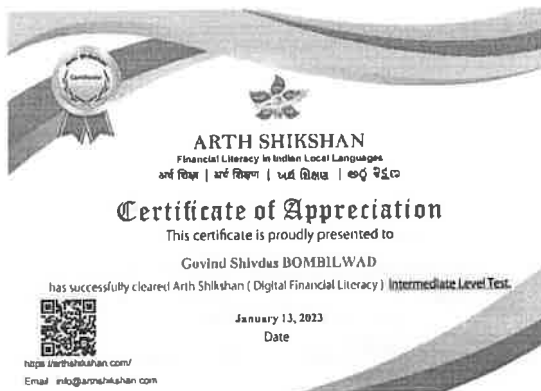 Certificate
ARTH SHIKSHAN
Financial Literacy in Indian Local Languages
अर्थ शिक्षा | अर्थ शिक्षण |
Certificate of Appreciation
This certificate is proudly presented to
Govind Shivdas BOMBILWAD
has successfully cleared Arth Shikshan ( Digital Financial Literacy ) Intermediate Level Test.
January 13, 2023
Date
https://arthshikshan.com/
Email info@arthshikshan.com